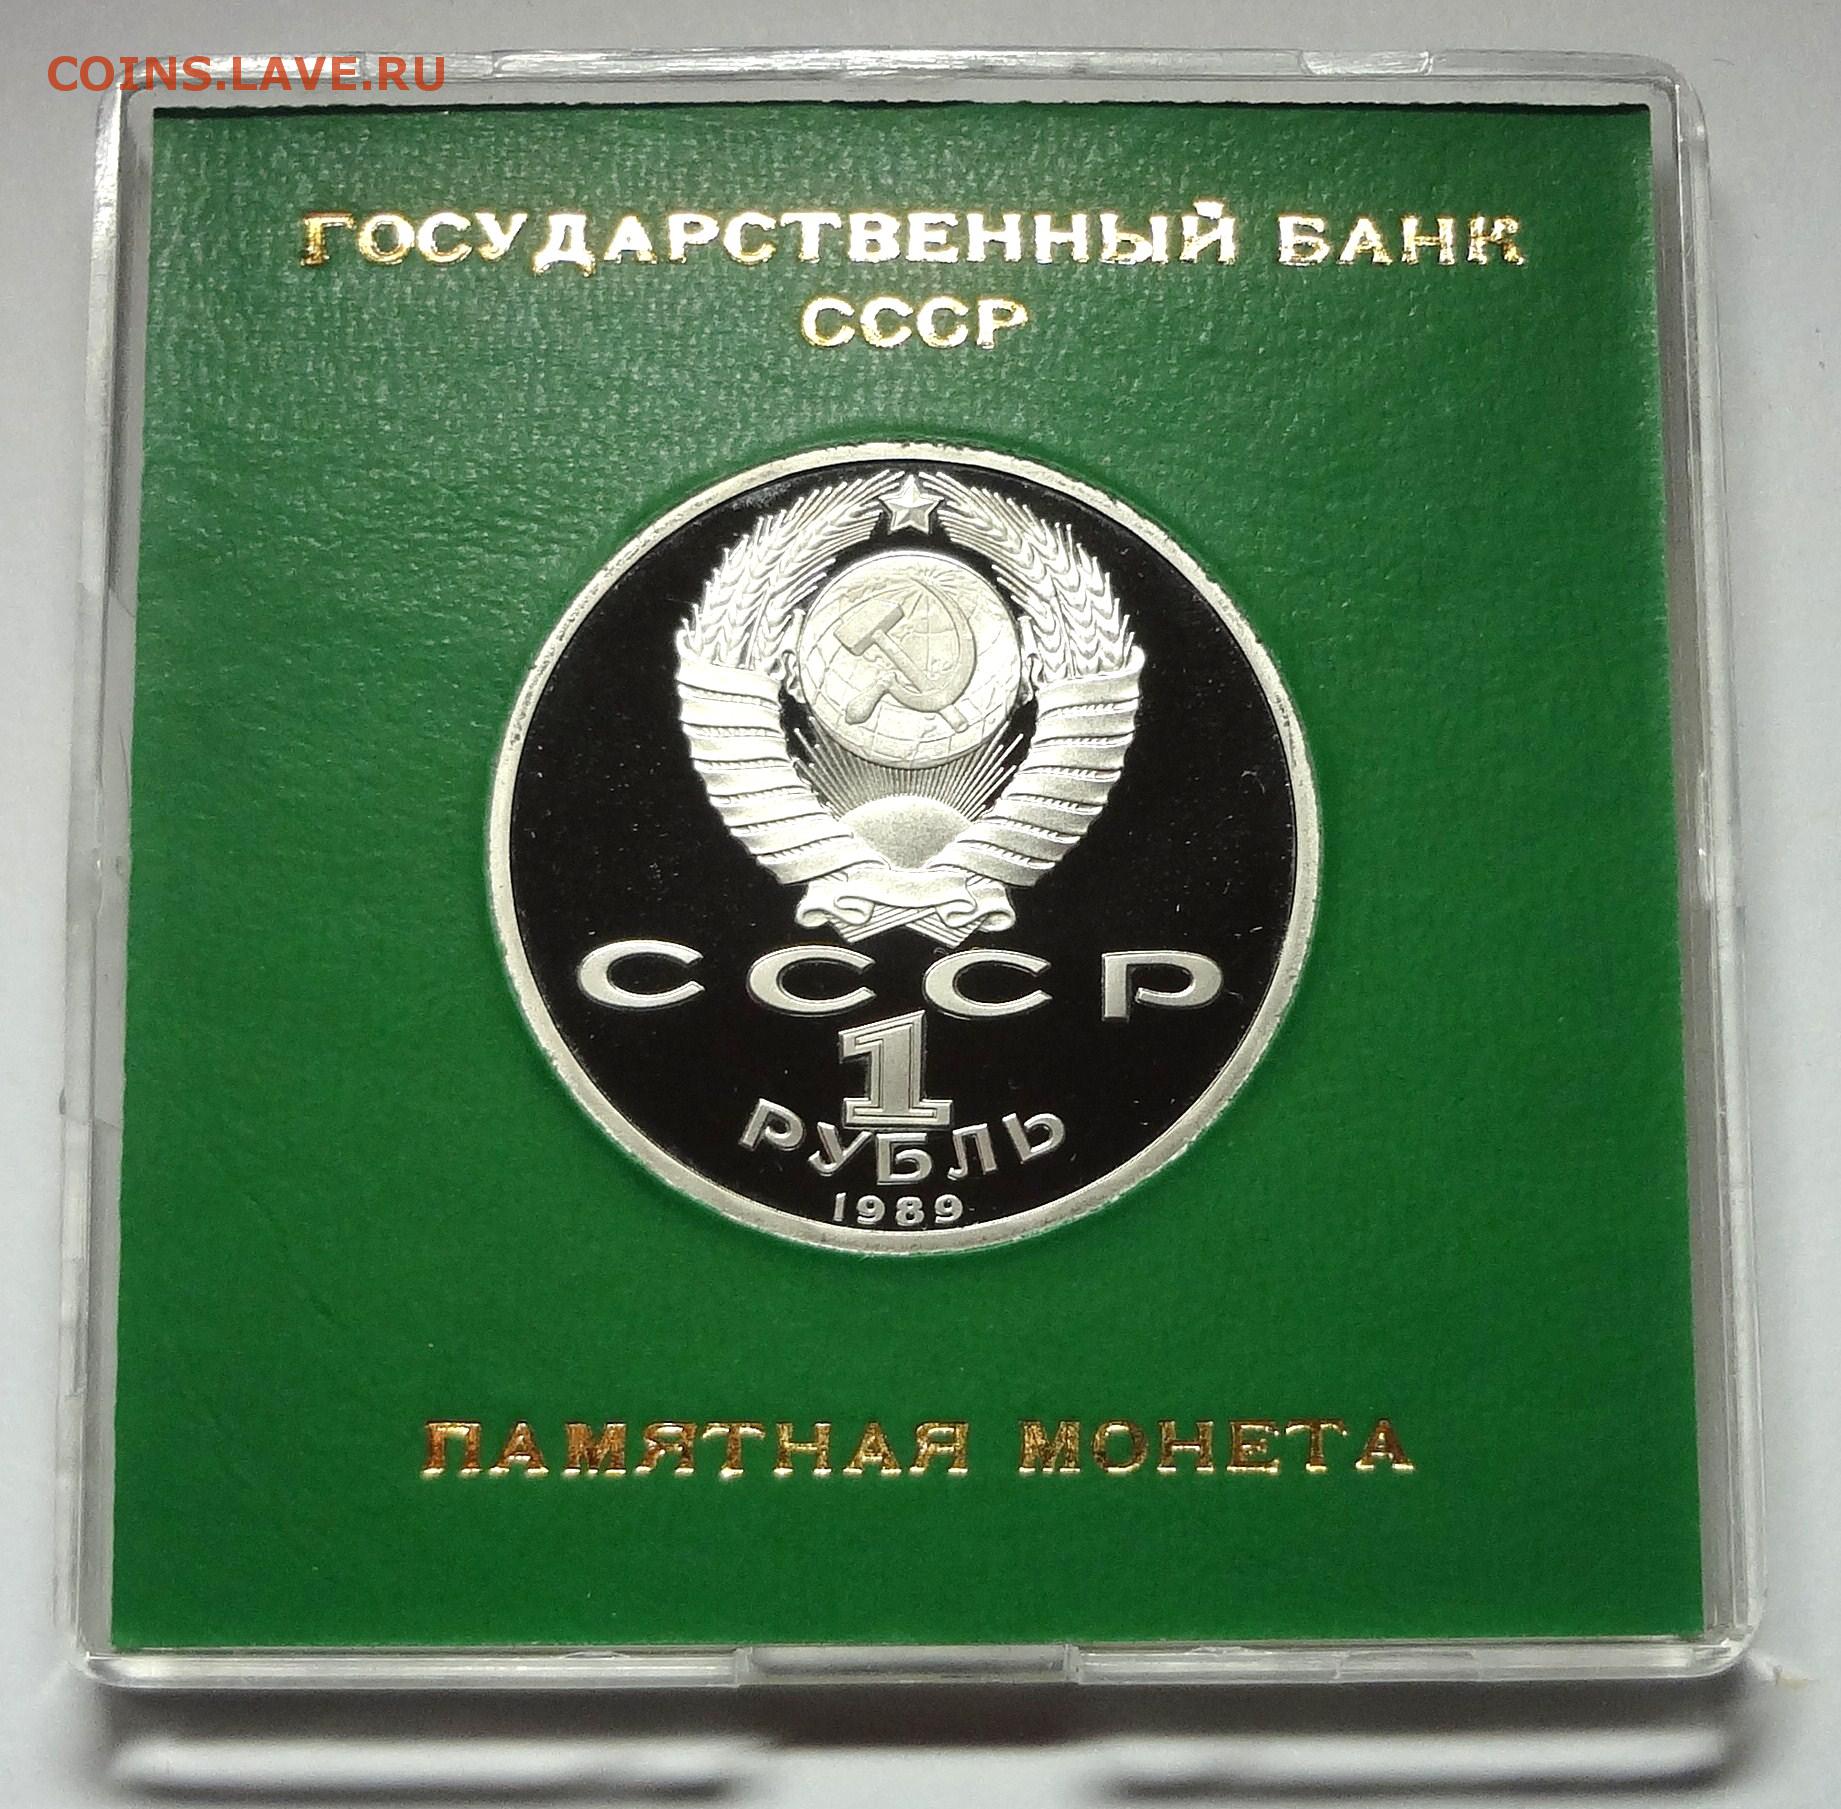 COINS.LAVE.RU
ГОСУДАРСТВЕННЫЙ БАНК
СССР
СССР
1
РУБЛЬ
1989
ПАМЯТНАЯ МОНЕТА